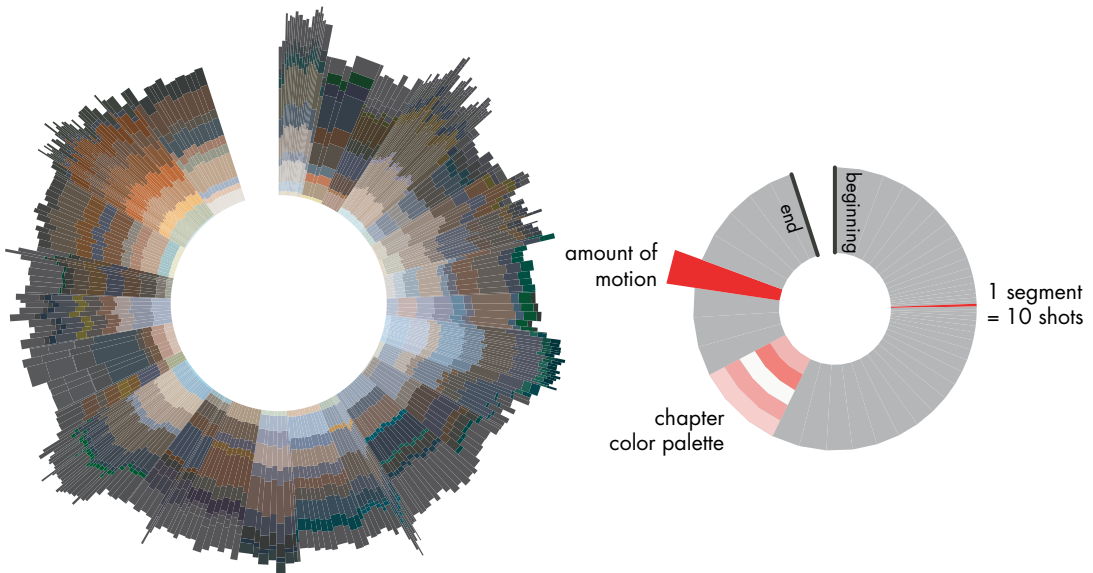 beginning
end
amount of
motion
1 segment
= 10 shots
chapter
color palette